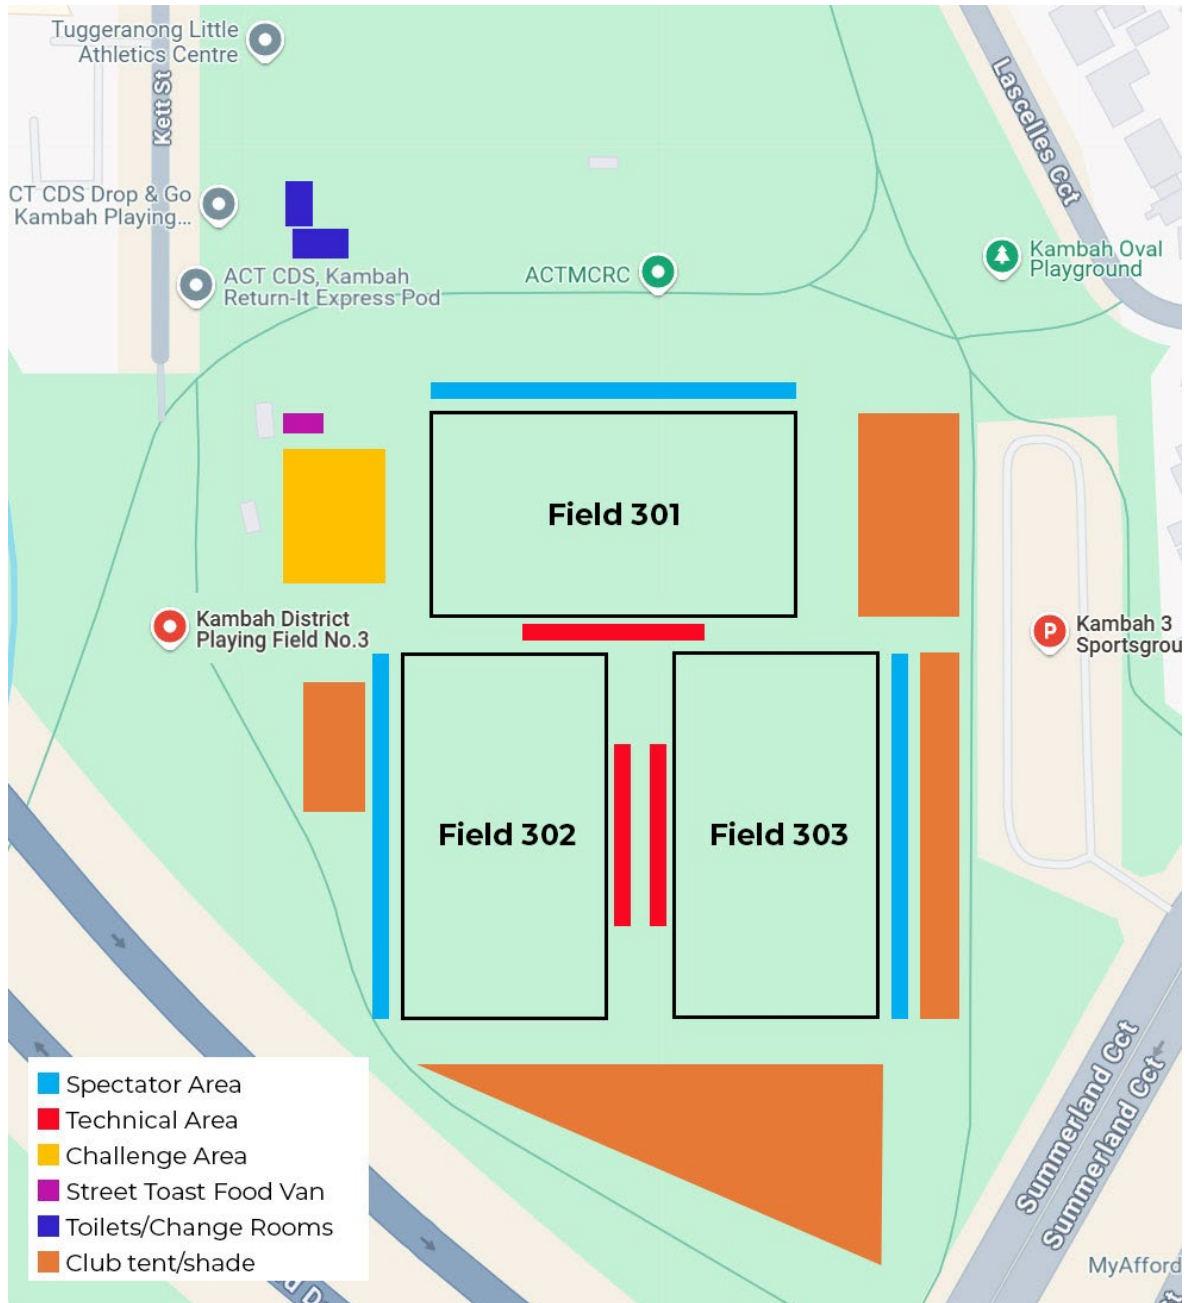 Tuggeranong Little
Athletics Centre
Kett St
Lascelles Cct
CT CDS Drop & Go
Kambah Playing...
ACT CDS, Kambah
Return-It Express Pod
ACTMCRC
Kambah Oval
Playground
Field 301
Kambah District
Playing Field No.3
P
Kambah 3
Sportsgrou
Field 302
Field 303
Summerland Cct
Summerland Cct
MyAfford
Spectator Area
Technical Area
Challenge Area
Street Toast Food Van
Toilets/Change Rooms
Club tent/shade